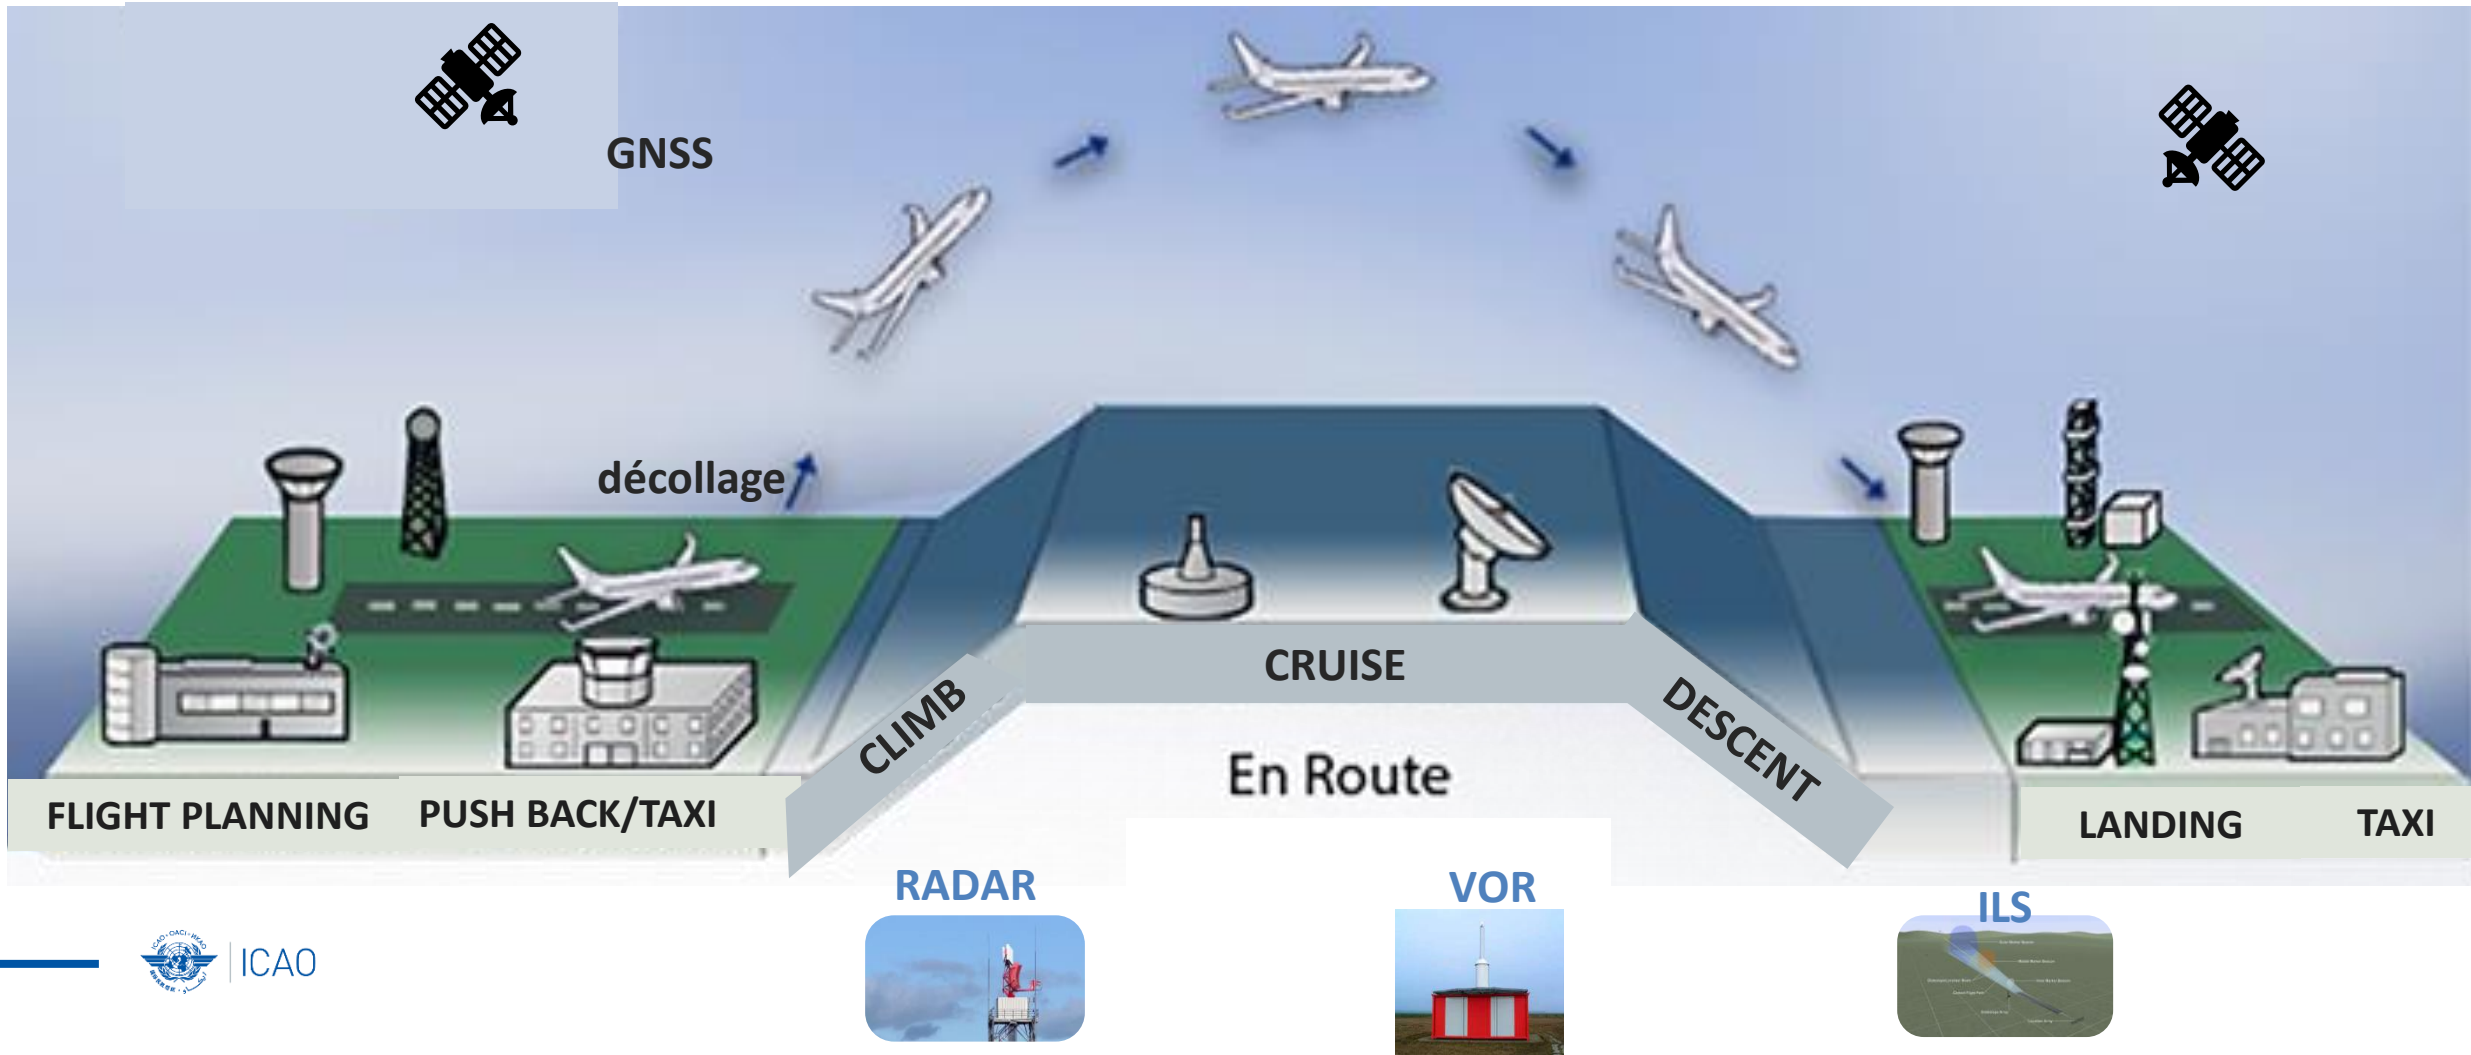 GNSS
décollage
CLIMB
CRUISE
DESCENT
En Route
FLIGHT PLANNING
PUSH BACK/TAXI
LANDING
TAXI
RADAR
VOR
ILS
ICAO